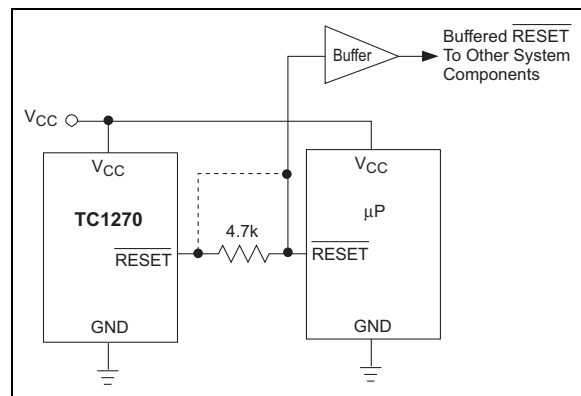 Buffer
Buffered RESET
To Other System
Components
VCC
VCC
VCC
TC1270
μP
4.7k
RESET
RESET
GND
GND